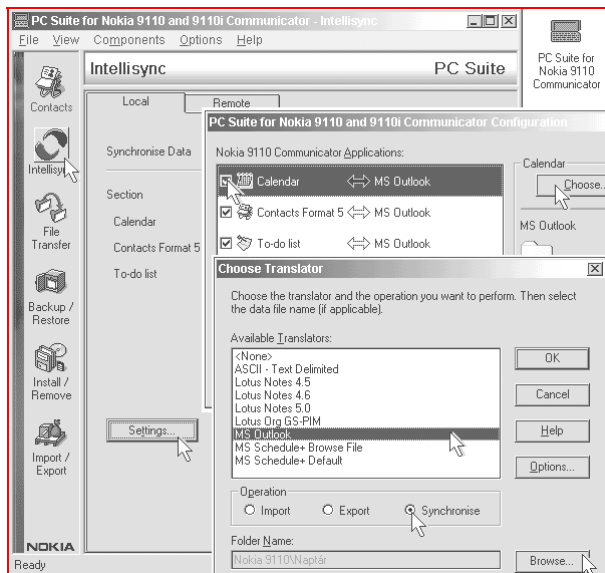 PC Suite for Nokia 9110 and 9110i Communicator - Intellisync
File View Components Options Help
PC Suite for
Nokia 9110
Communicator
Intellisync PC Suite
Contacts
Intellisync
File
Transfer
Backup /
Restore
Install /
Remove
Import /
Export
NOKIA
Ready
Local Remote
Synchronise Data
Section
Calendar
Contacts Format 5
To-do list
Settings...
PC Suite for Nokia 9110 and 9110i Communicator Configuration
Nokia 9110 Communicator Applications:
Calendar MS Outlook
Contacts Format 5 MS Outlook
To-do list MS Outlook
Calendar
Choose..
MS Outlook
Choose Translator
Choose the translator and the operation you want to perform. Then select
the data file name (if applicable).
Available Translators:
<None>
ASCII - Text Delimited
Lotus Notes 4.5
Lotus Notes 4.6
Lotus Notes 5.0
Lotus Org GS-PIM
MS Outlook
MS Schedule+ Browse File
MS Schedule+ Default
OK
Cancel
Help
Options...
Operation
Import Export Synchronise
Folder Name:
Nokia 9110\Naptár
Browse...